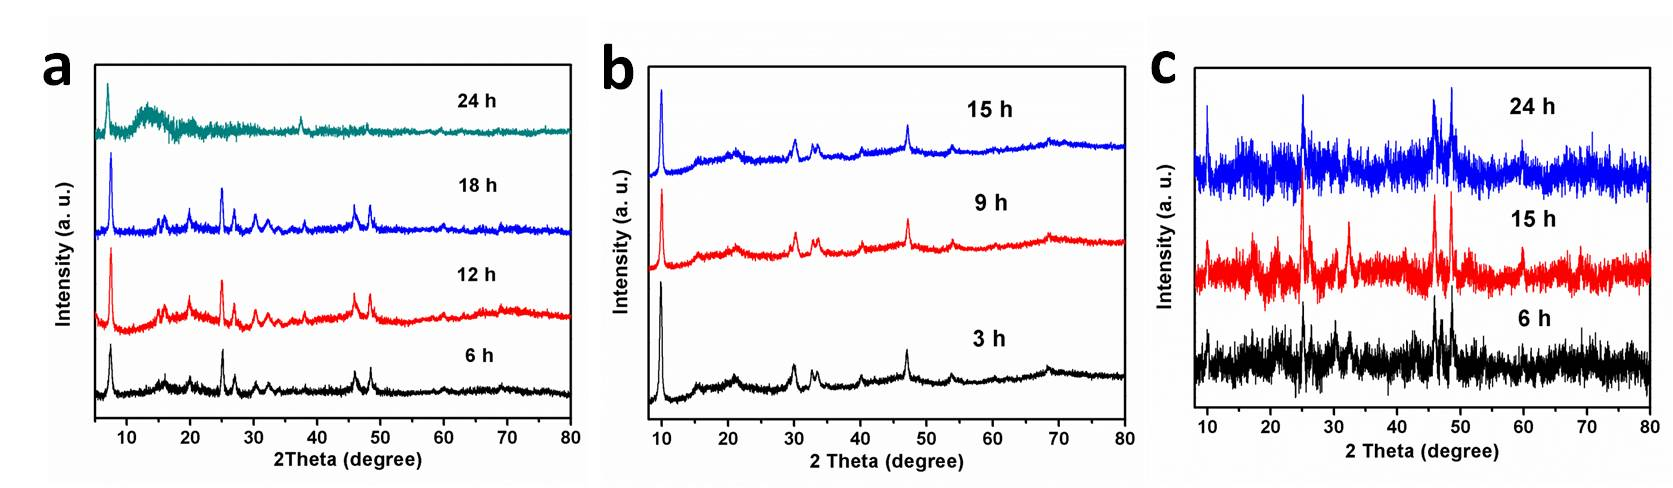 a
24 h
18 h
12 h
6 h
Intensity (a. u.)
10 20 30 40 50 60 70 80
2Theta (degree)
b
15 h
9 h
3 h
Intensity (a. u.)
10 20 30 40 50 60 70 80
2 Theta (degree)
c
24 h
15 h
6 h
Intensity (a. u.)
10 20 30 40 50 60 70 80
2 Theta (degree)